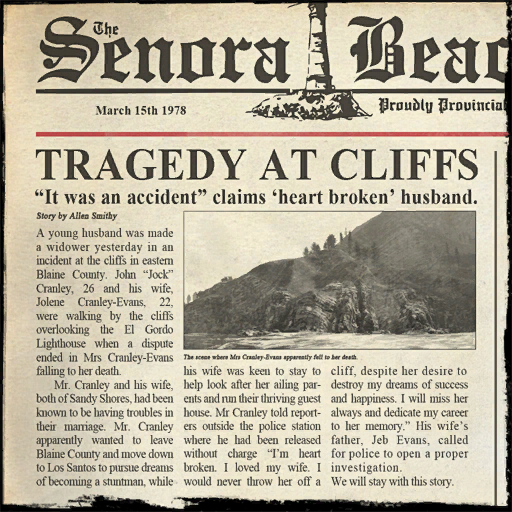 The
Senora Beac
March 15th 1978
Proudly Provincial
TRAGEDY AT CLIFFS
“It was an accident” claims ‘heart broken’ husband.
Story by Allen Smithy
A young husband was made
a widower yesterday in an
incident at the cliffs in eastern
Blaine County. John “Jock”
Cranley, 26 and his wife,
Jolene Cranley-Evans, 22,
were walking by the cliffs
overlooking the El Gordo
Lighthouse when a dispute
ended in Mrs Cranley-Evans
falling to her death.
Mr. Cranley and his wife,
both of Sandy Shores, had been
known to be having troubles in
their marriage. Mr. Cranley
apparently wanted to leave
Blaine County and move down
to Los Santos to pursue dreams
of becoming a stuntman, while
The scene where Mrs Cranley-Evans apparently fell to her death.
his wife was keen to stay to
help look after her ailing par-
ents and run their thriving guest
house. Mr Cranley told report-
ers outside the police station
where he had been released
without charge “I’m heart
broken. I loved my wife. I
would never throw her off a
cliff, despite her desire to
destroy my dreams of success
and happiness. I will miss her
always and dedicate my career
to her memory.” His wife’s
father, Jeb Evans, called
for police to open a proper
investigation.
We will stay with this story.